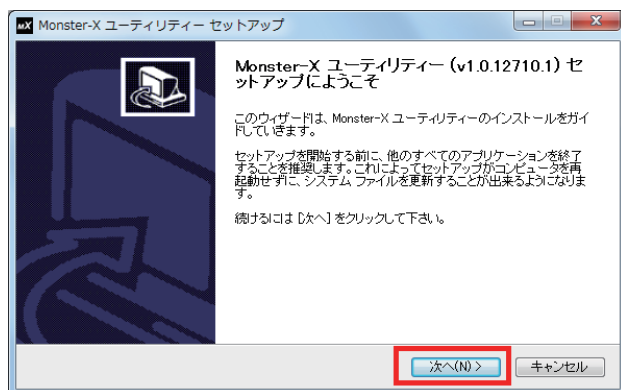 MX Monster-X ユーティリティー セットアップ
Monster-X ユーティリティー (v1.0.12710.1) セ
ットアップにようこそ
このウィザードは、Monster-X ユーティリティーのインストールをガイ
ドしていきます。
セットアップを開始する前に、他のすべてのアプリケーションを終了
することを推奨します。これによってセットアップがコンピュータを再
起動せずに、システム ファイルを更新することが出来るようになりま
す。
続けるには [次へ] をクリックして下さい。
次へ(N) >
キャンセル